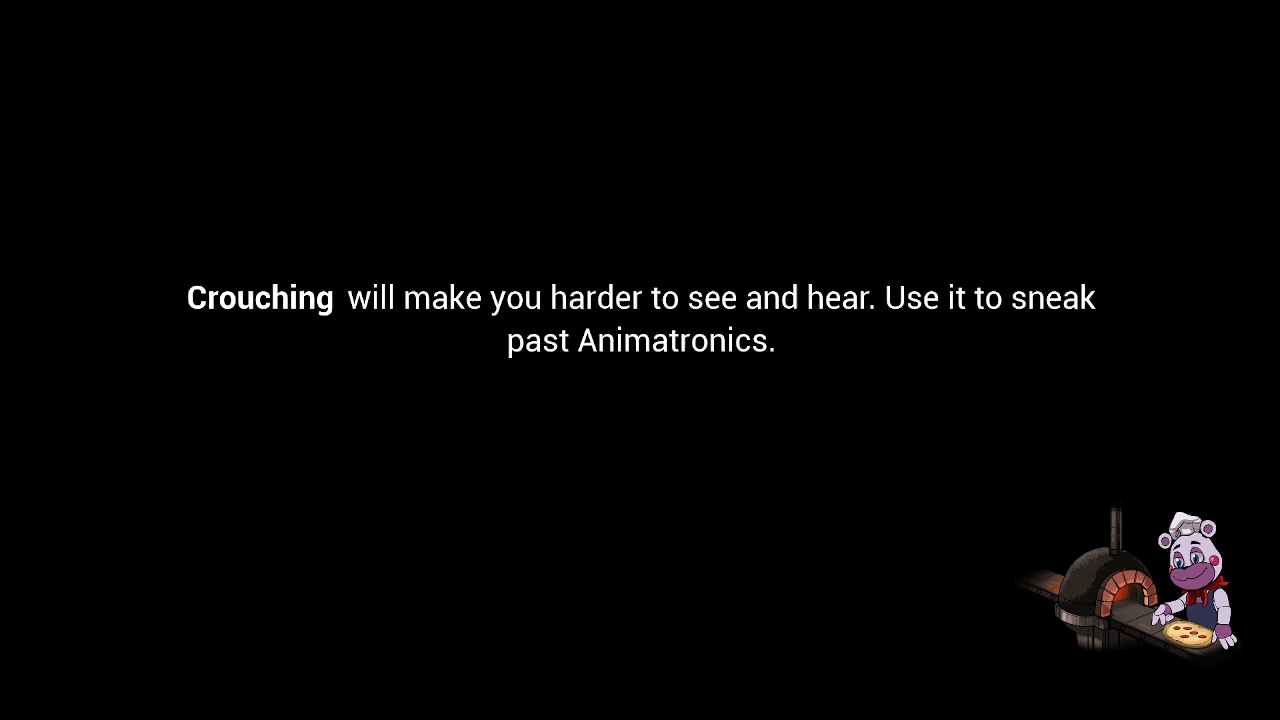 Crouching will make you harder to see and hear. Use it to sneak
past Animatronics.